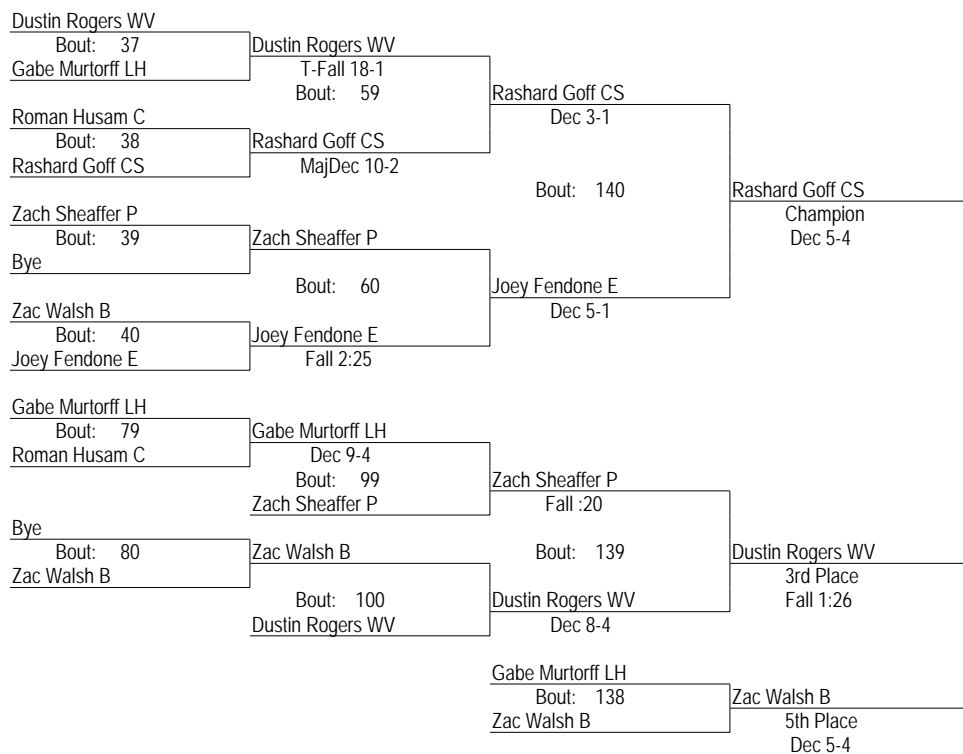 Dustin Rogers WV
Bout: 37
Gabe Murtorff LH
Dustin Rogers WV
T-Fall 18-1
Bout: 59
Roman Husam C
Bout: 38
Rashard Goff CS
Rashard Goff CS
MajDec 10-2
Rashard Goff CS
Dec 3-1
Bout: 140
Zach Sheaffer P
Bout: 39
Bye
Zach Sheaffer P
Bout: 60
Zac Walsh B
Bout: 40
Joey Fendone E
Joey Fendone E
Fall 2:25
Joey Fendone E
Dec 5-1
Rashard Goff CS
Champion
Dec 5-4
Gabe Murtorff LH
Bout: 79
Roman Husam C
Gabe Murtorff LH
Dec 9-4
Bout: 99
Zach Sheaffer P
Zach Sheaffer P
Fall :20
Bout: 139
Bye
Bout: 80
Zac Walsh B
Zac Walsh B
Bout: 100
Dustin Rogers WV
Dustin Rogers WV
Dec 8-4
Dustin Rogers WV
3rd Place
Fall 1:26
Gabe Murtorff LH
Bout: 138
Zac Walsh B
Zac Walsh B
5th Place
Dec 5-4